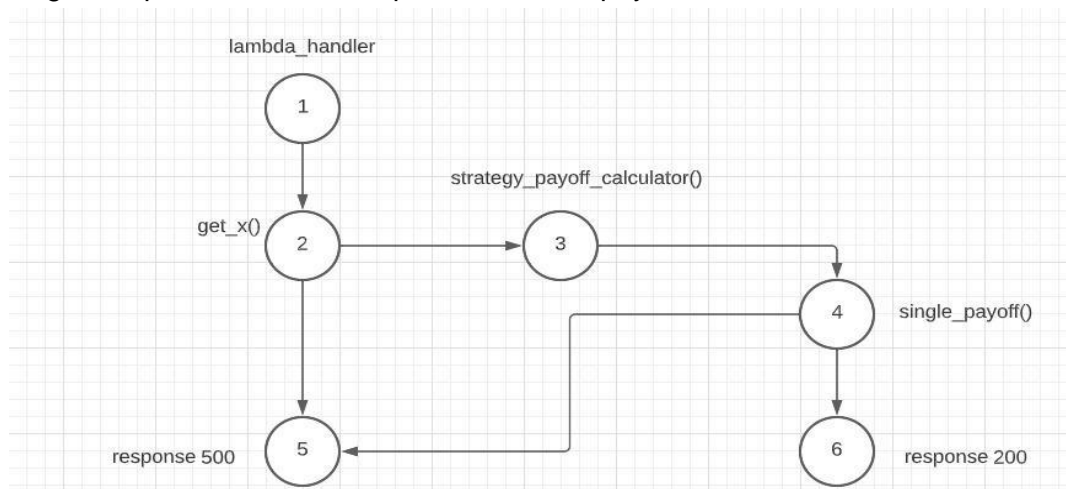 lambda_handler
1
strategy_payoff_calculator()
get_x()
2
3
4
single_payoff()
5
response 500
6
response 200